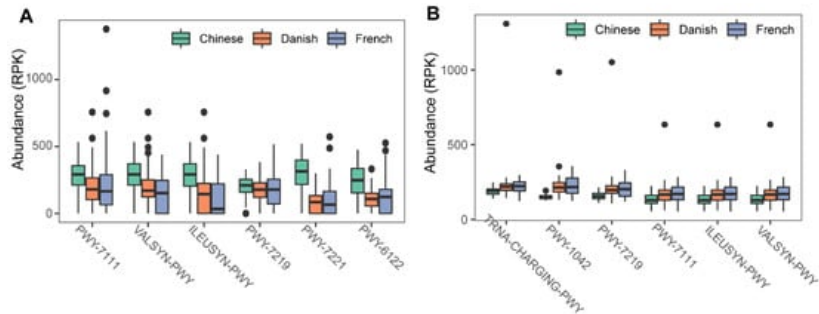 A
Chinese Danish French
Abundance (RPK)
1000
500
0
PWY-7111
VALSYN-PWY
ILEUSYN-PWY
PWY-7219
PWY-7221
PWY-6122
B
Chinese Danish French
Abundance (RPK)
1000
500
0
TRNA-CHARGING-PWY
PWY-1042
PWY-7219
PWY-7111
ILEUSYN-PWY
VALSYN-PWY